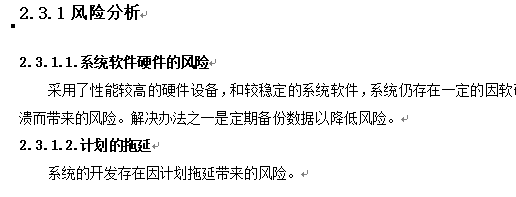 2.3.1 风险分析
2.3.1.1.系统软件硬件的风险
采用了性能较高的硬件设备，和较稳定的系统软件，系统仍存在一定的因软
溃而带来的风险。解决办法之一是定期备份数据以降低风险。
2.3.1.2.计划的拖延
系统的开发存在因计划拖延带来的风险。